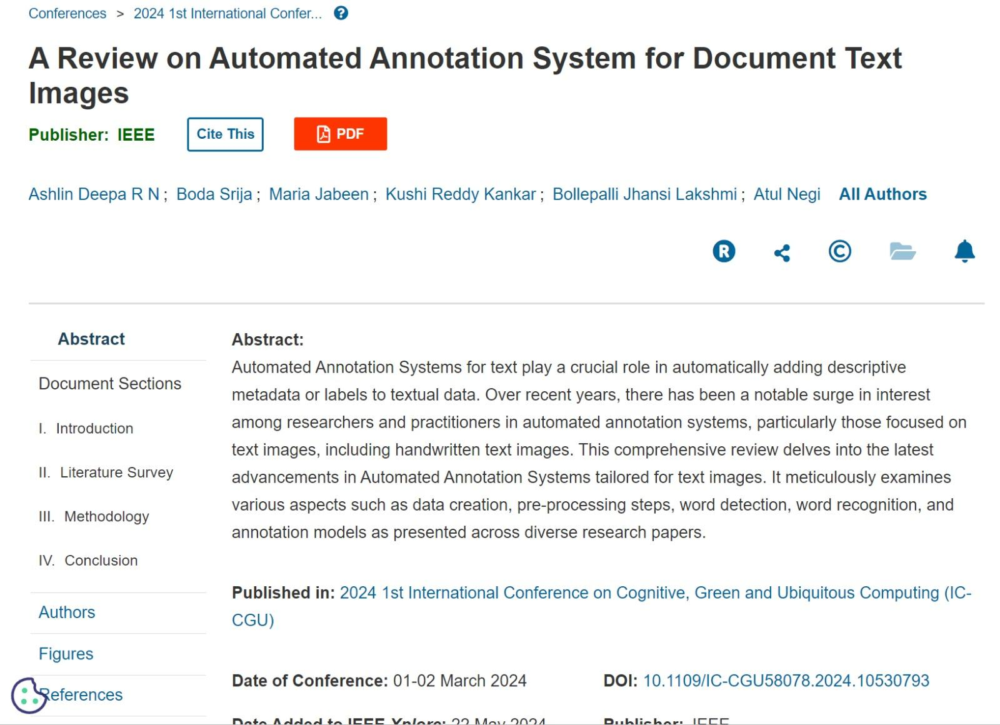 Conferences > 2024 1st International Confer... ?
A Review on Automated Annotation System for Document Text
Images
Publisher: IEEE Cite This PDF
Ashlin Deepa R N ; Boda Srija ; Maria Jabeen ; Kushi Reddy Kankar ; Bollepalli Jhansi Lakshmi ; Atul Negi All Authors
R ©
Abstract
Document Sections
I. Introduction
II. Literature Survey
III. Methodology
IV. Conclusion
Authors
Figures
References
Abstract:
Automated Annotation Systems for text play a crucial role in automatically adding descriptive
metadata or labels to textual data. Over recent years, there has been a notable surge in interest
among researchers and practitioners in automated annotation systems, particularly those focused on
text images, including handwritten text images. This comprehensive review delves into the latest
advancements in Automated Annotation Systems tailored for text images. It meticulously examines
various aspects such as data creation, pre-processing steps, word detection, word recognition, and
annotation models as presented across diverse research papers.
Published in: 2024 1st International Conference on Cognitive, Green and Ubiquitous Computing (IC-
CGU)
Date of Conference: 01-02 March 2024 DOI: 10.1109/IC-CGU58078.2024.10530793
Date Added to IEEE Xplore: 22 May 2024 Publisher: IEEE